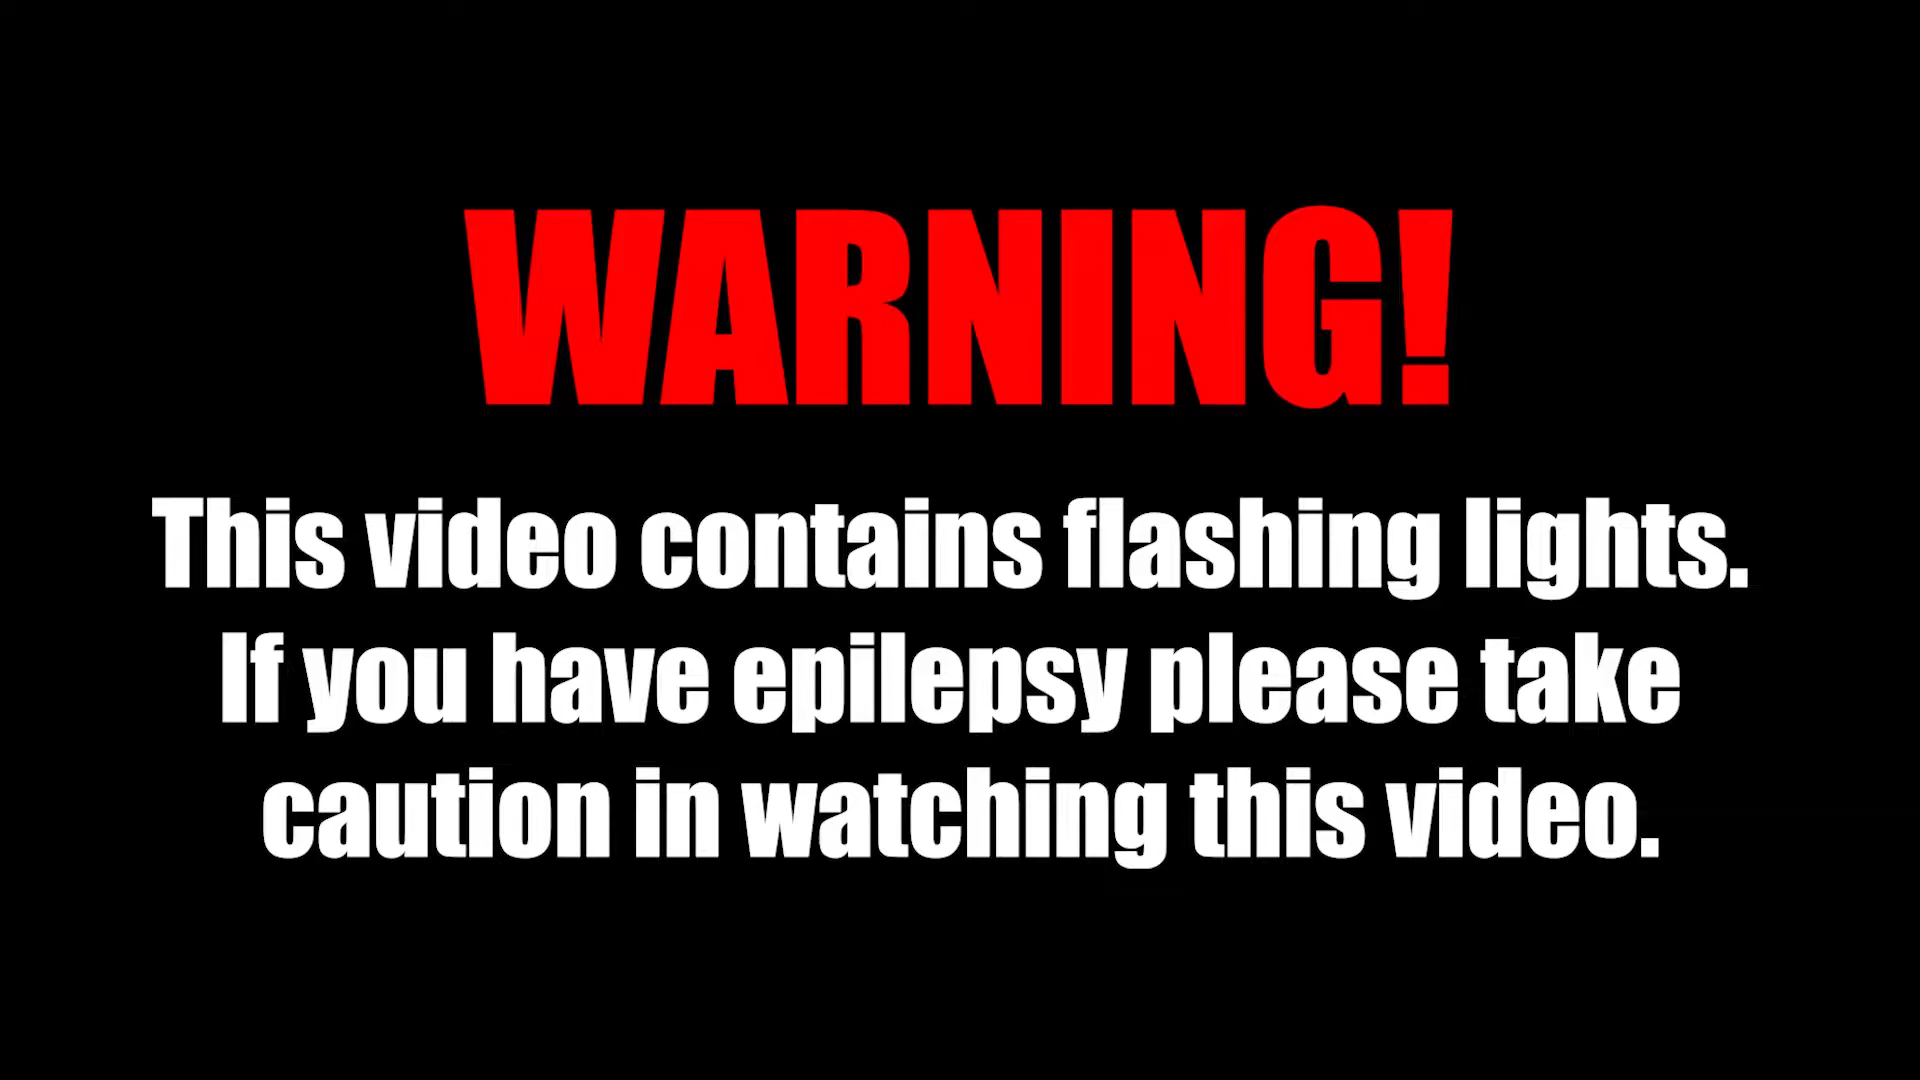 WARNING!
This video contains flashing lights.
If you have epilepsy please take
caution in watching this video.